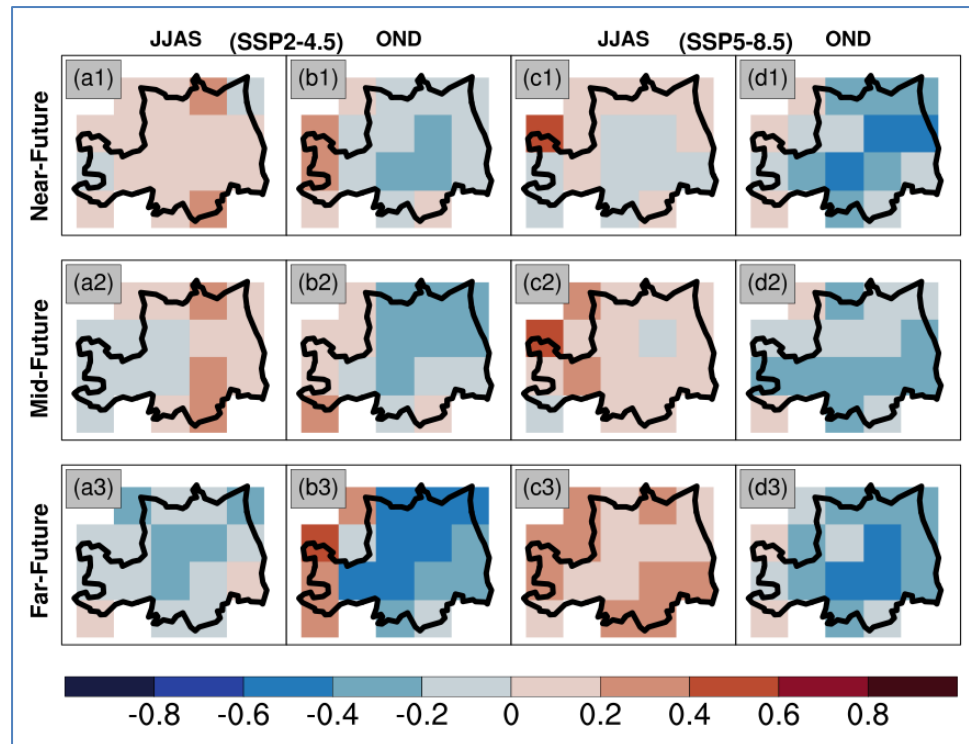 JJAS (SSP2-4.5) OND JJAS (SSP5-8.5) OND
Near-Future
(a1) (b1) (c1) (d1)
Mid-Future
(a2) (b2) (c2) (d2)
Far-Future
(a3) (b3) (c3) (d3)
-0.8 -0.6 -0.4 -0.2 0 0.2 0.4 0.6 0.8